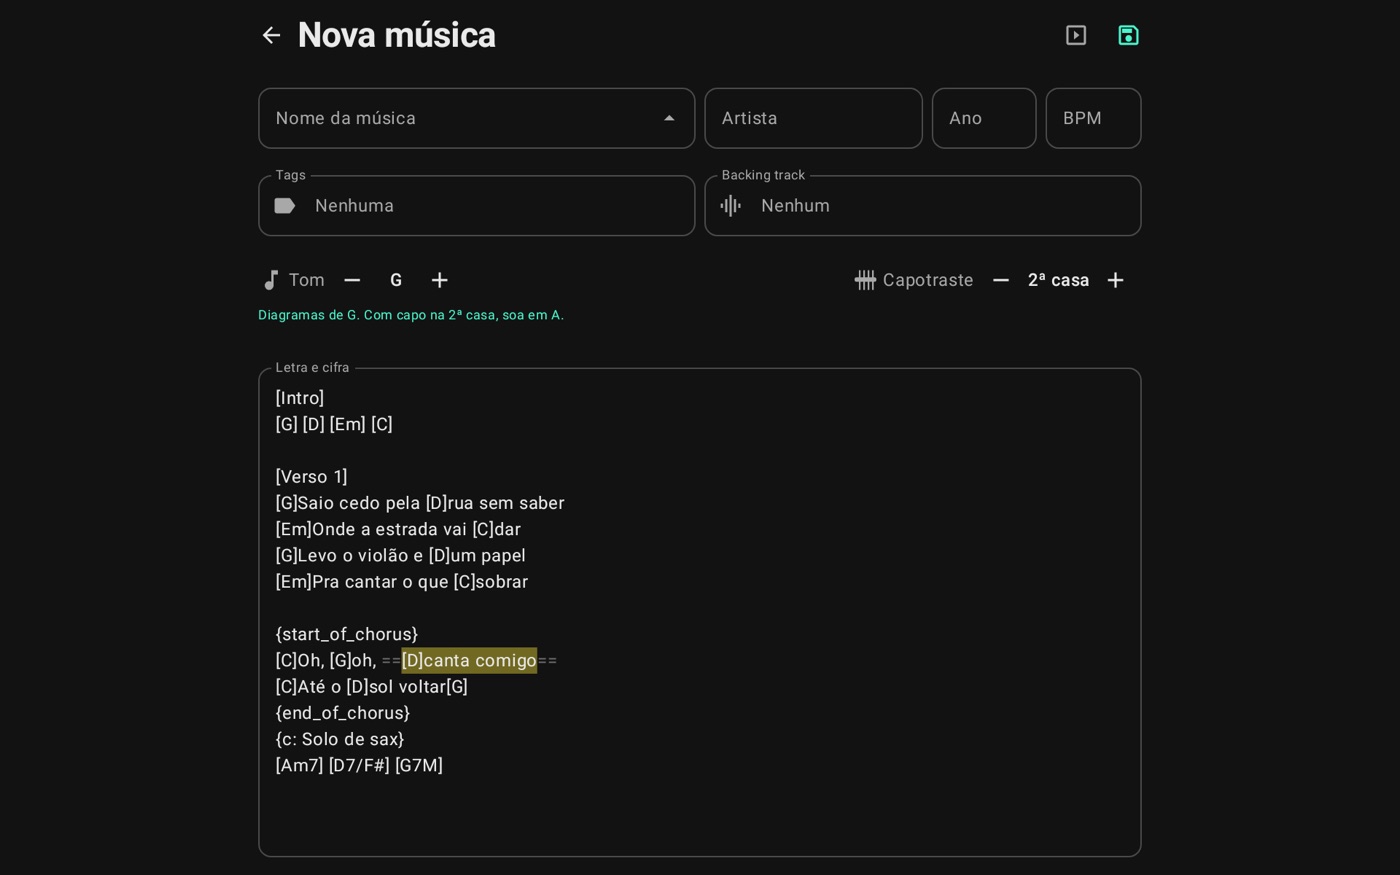 Nova música
Nome da música
Artista
Ano
BPM
Tags
Nenhuma
Backing track
Nenhum
Tom
G
Capotraste
2ª casa
Diagramas de G. Com capo na 2ª casa, soa em A.
Letra e cifra
[Intro]
[G] [D] [Em] [C]
[Verso 1]
[G]Saio cedo pela [D]rua sem saber
[Em]Onde a estrada vai [C]dar
[G]Levo o violão e [D]um papel
[Em]Pra cantar o que [C]sobrar
{start_of_chorus}
[C]Oh, [G]oh, ==[D]canta comigo==
[C]Até o [D]sol voltar[G]
{end_of_chorus}
{c: Solo de sax}
[Am7] [D7/F#] [G7M]